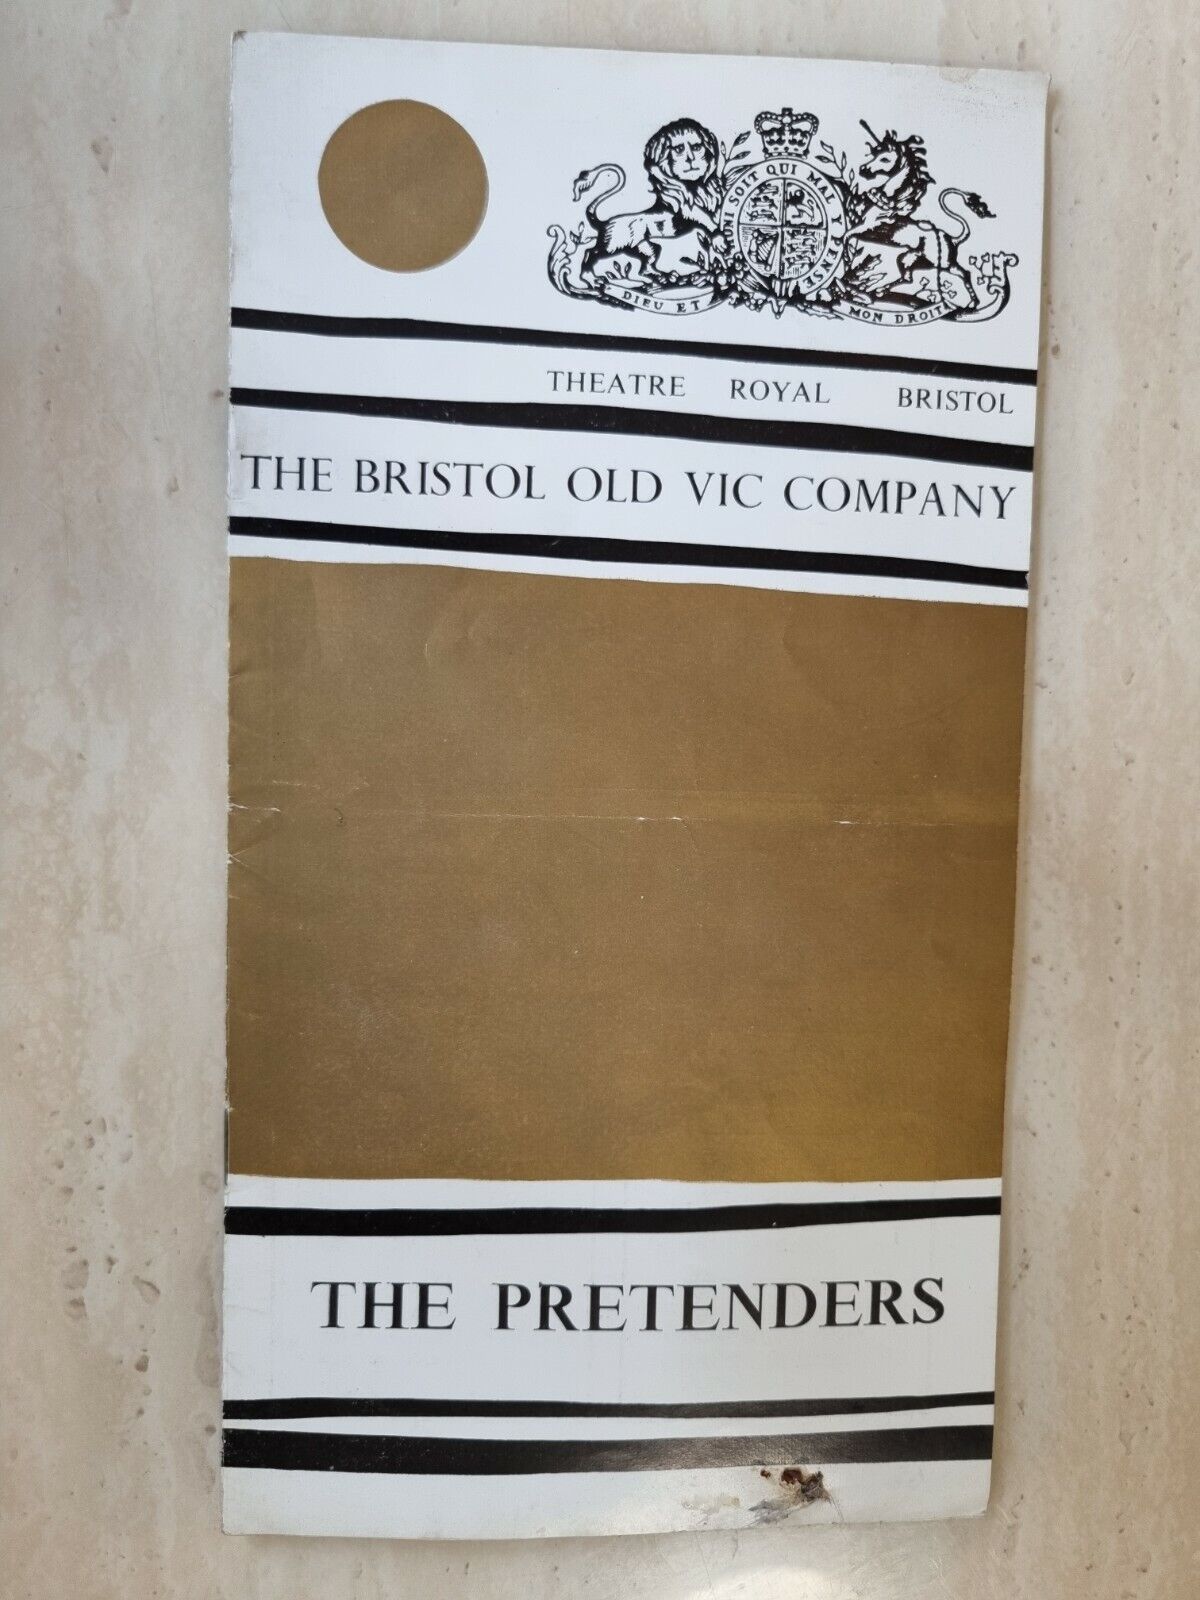 HONI SOIT QUI MAL Y PENSE
DIEU ET MON DROIT
THEATRE ROYAL BRISTOL
THE BRISTOL OLD VIC COMPANY
THE PRETENDERS